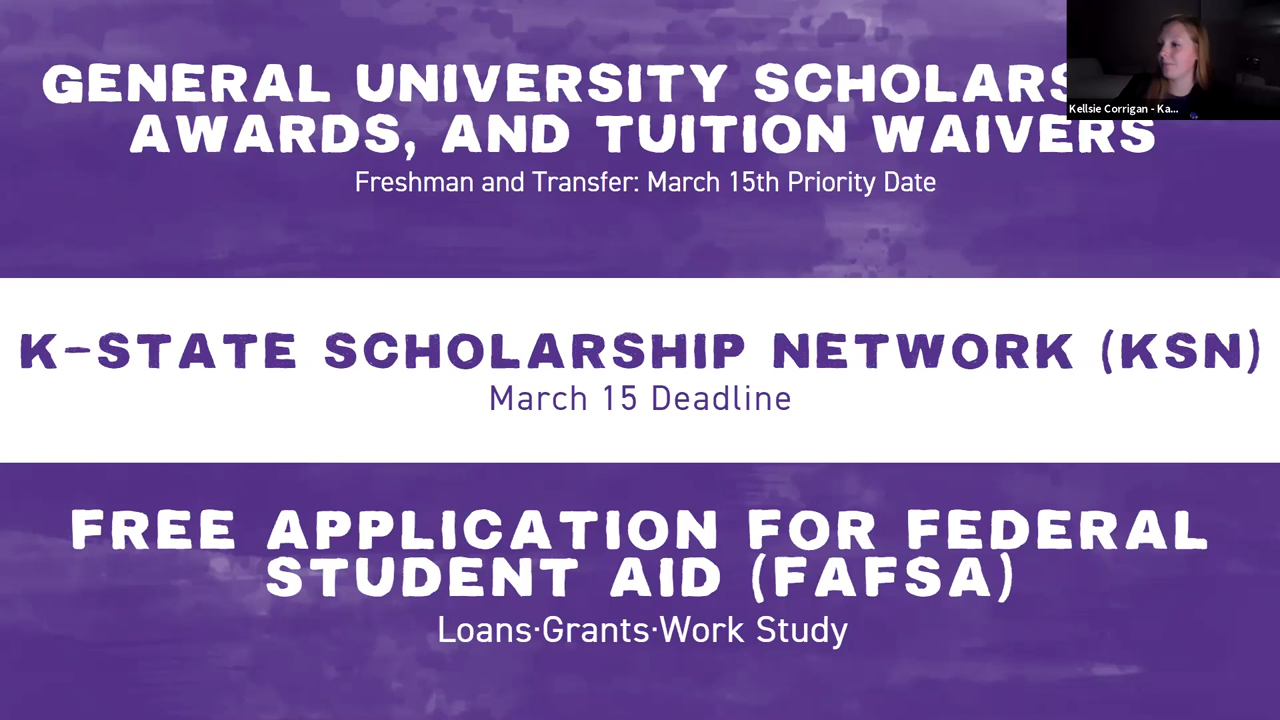 GENERAL UNIVERSITY SCHOLARS
AWARDS, AND TUITION WAIVERS
Freshman and Transfer: March 15th Priority Date
Kellsie Corrigan - Ka...
K-STATE SCHOLARSHIP NETWORK (KSN)
March 15 Deadline
FREE APPLICATION FOR FEDERAL
STUDENT AID (FAFSA)
Loans·Grants·Work Study